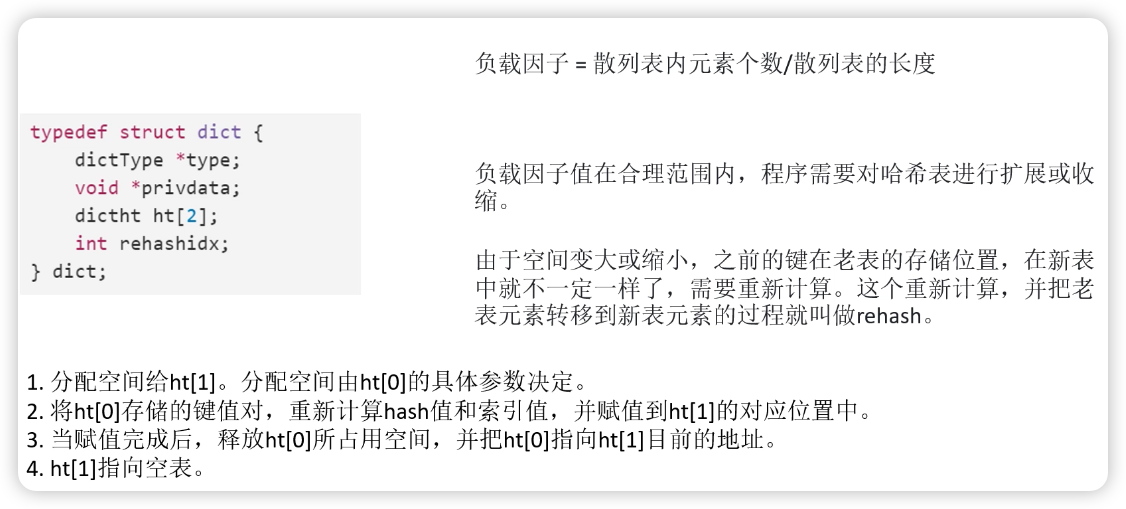 负载因子 = 散列表内元素个数/散列表的长度
typedef struct dict {
    dictType *type;
    void *privdata;
    dictht ht[2];
    int rehashidx;
} dict;
负载因子值在合理范围内，程序需要对哈希表进行扩展或收
缩。
由于空间变大或缩小，之前的键在老表的存储位置，在新表
中就不一定一样了，需要重新计算。这个重新计算，并把老
表元素转移到新表元素的过程就叫做rehash。
1. 分配空间给ht[1]。分配空间由ht[0]的具体参数决定。
2. 将ht[0]存储的键值对，重新计算hash值和索引值，并赋值到ht[1]的对应位置中。
3. 当赋值完成后，释放ht[0]所占用空间，并把ht[0]指向ht[1]目前的地址。
4. ht[1]指向空表。